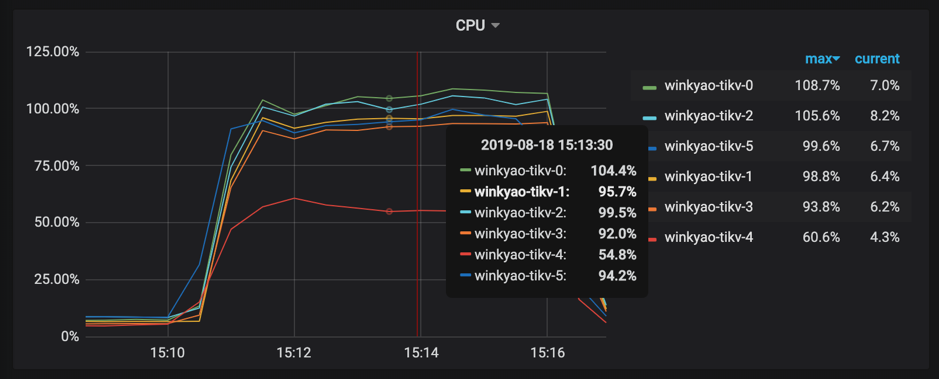 CPU
125.00%
100.00%
75.00%
50.00%
25.00%
0%
15:10 15:12 15:14 15:16
max current
winkyao-tikv-0 108.7% 7.0%
winkyao-tikv-2 105.6% 8.2%
winkyao-tikv-5 99.6% 6.7%
winkyao-tikv-1 98.8% 6.4%
winkyao-tikv-3 93.8% 6.2%
winkyao-tikv-4 60.6% 4.3%
2019-08-18 15:13:30
winkyao-tikv-0: 104.4%
winkyao-tikv-1: 95.7%
winkyao-tikv-2: 99.5%
winkyao-tikv-3: 92.0%
winkyao-tikv-4: 54.8%
winkyao-tikv-5: 94.2%